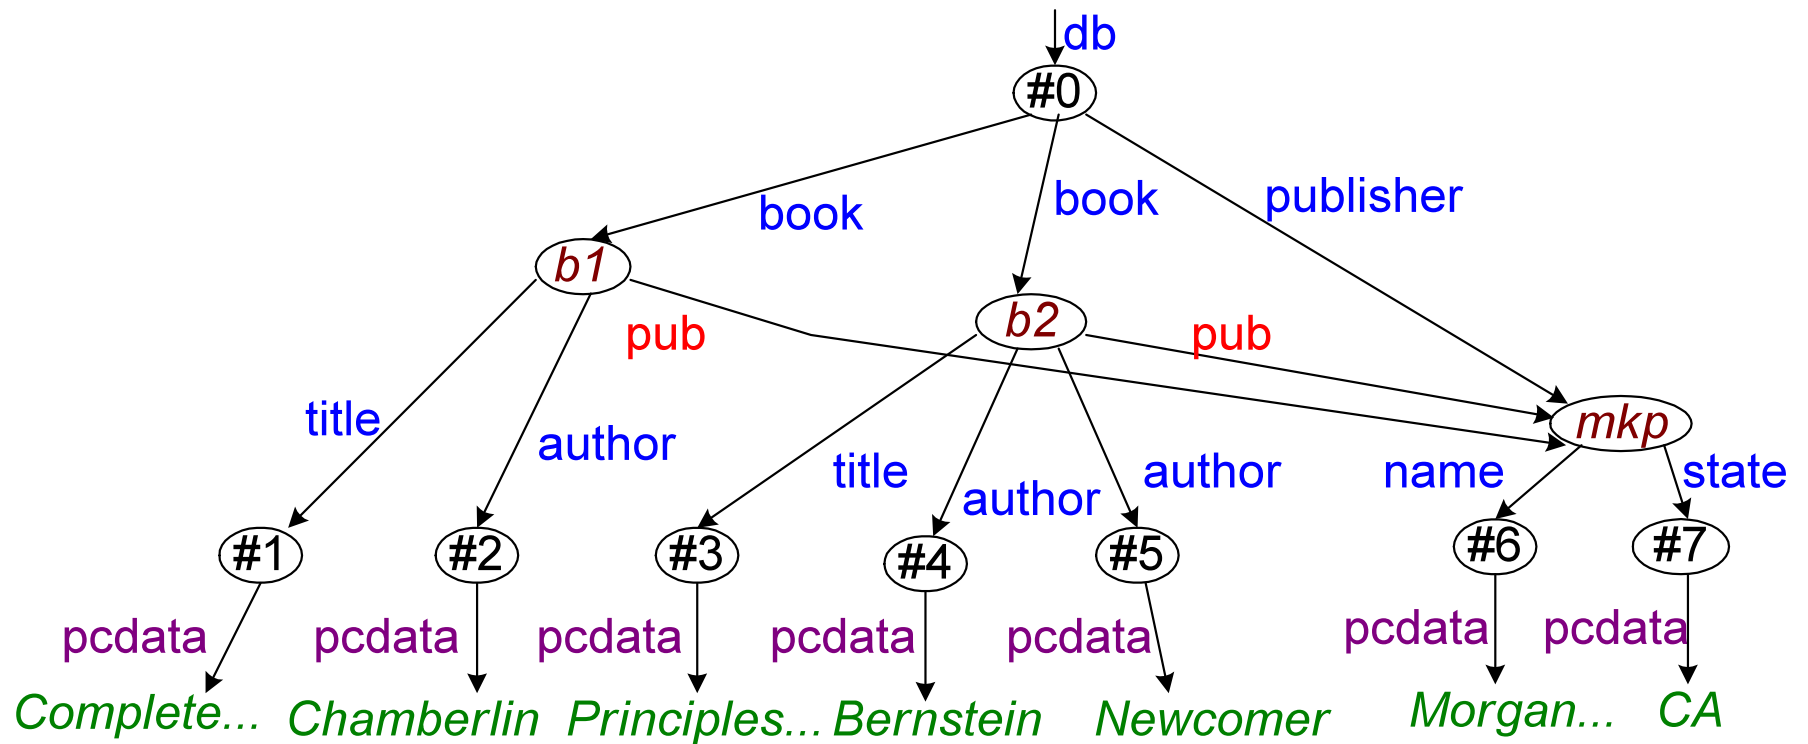 db
#0
book
book
publisher
b1
b2
pub
pub
mkp
title
author
title
author
author
name
state
#1
#2
#3
#4
#5
#6
#7
pcdata
pcdata
pcdata
pcdata
pcdata
pcdata
pcdata
Complete...
Chamberlin
Principles...
Bernstein
Newcomer
Morgan...
CA